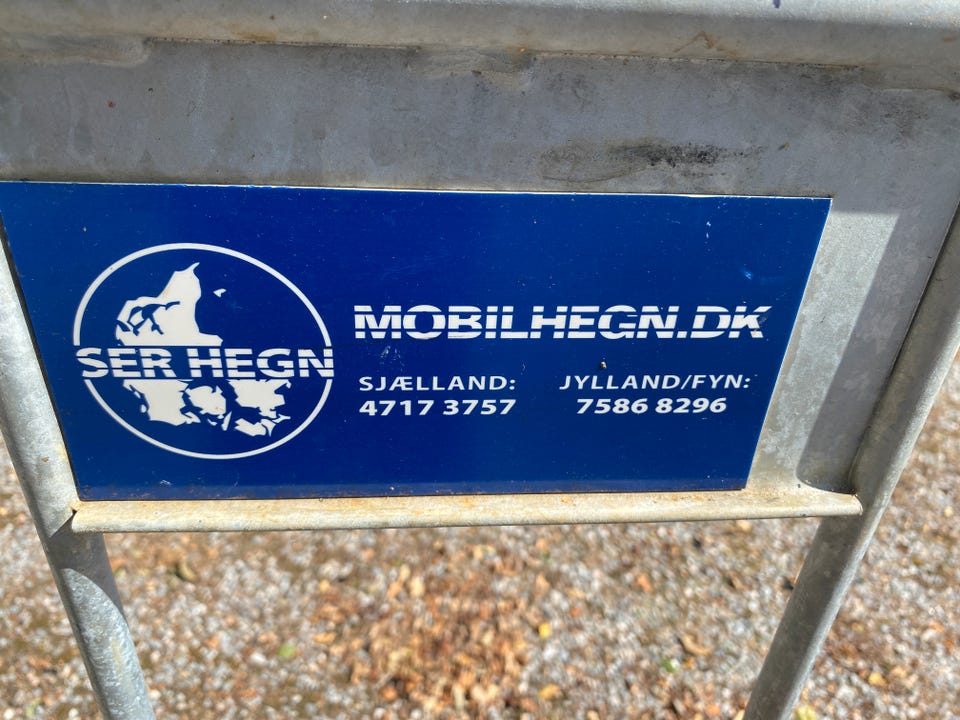 SER HEGN
MOBILHEGN.DK
SJÆLLAND:
4717 3757
JYLLAND/FYN:
7586 8296